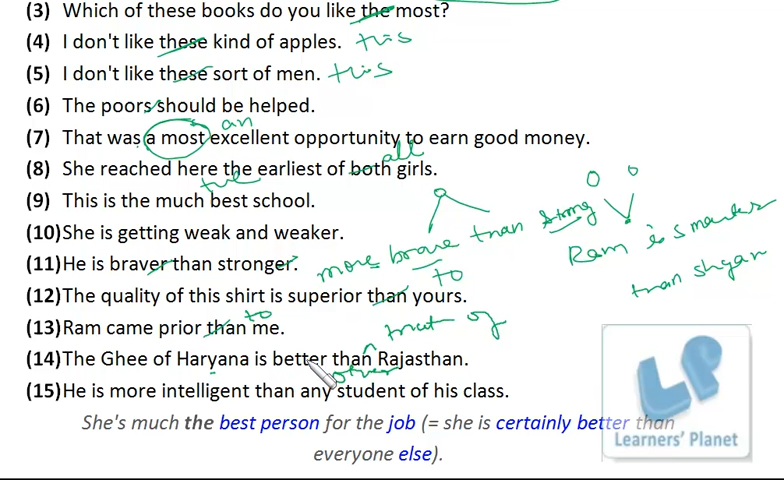 (3) Which of these books do you like the most?
(4) I don't like these kind of apples. this
(5) I don't like these sort of men. this
(6) The poors should be helped.
an
(7) That was a most excellent opportunity to earn good money.
all
(8) She reached here the earliest of both girls.
the
(9) This is the much best school.
(10) She is getting weak and weaker.
(11) He is braver than stronger. more brave than strong
Ram is smarter
than shyam
to
(12) The quality of this shirt is superior than yours.
to
(13) Ram came prior than me.
that of
(14) The Ghee of Haryana is better than Rajasthan.
other
(15) He is more intelligent than any student of his class.
She's much the best person for the job (= she is certainly better than
everyone else).
LP
Learners' Planet